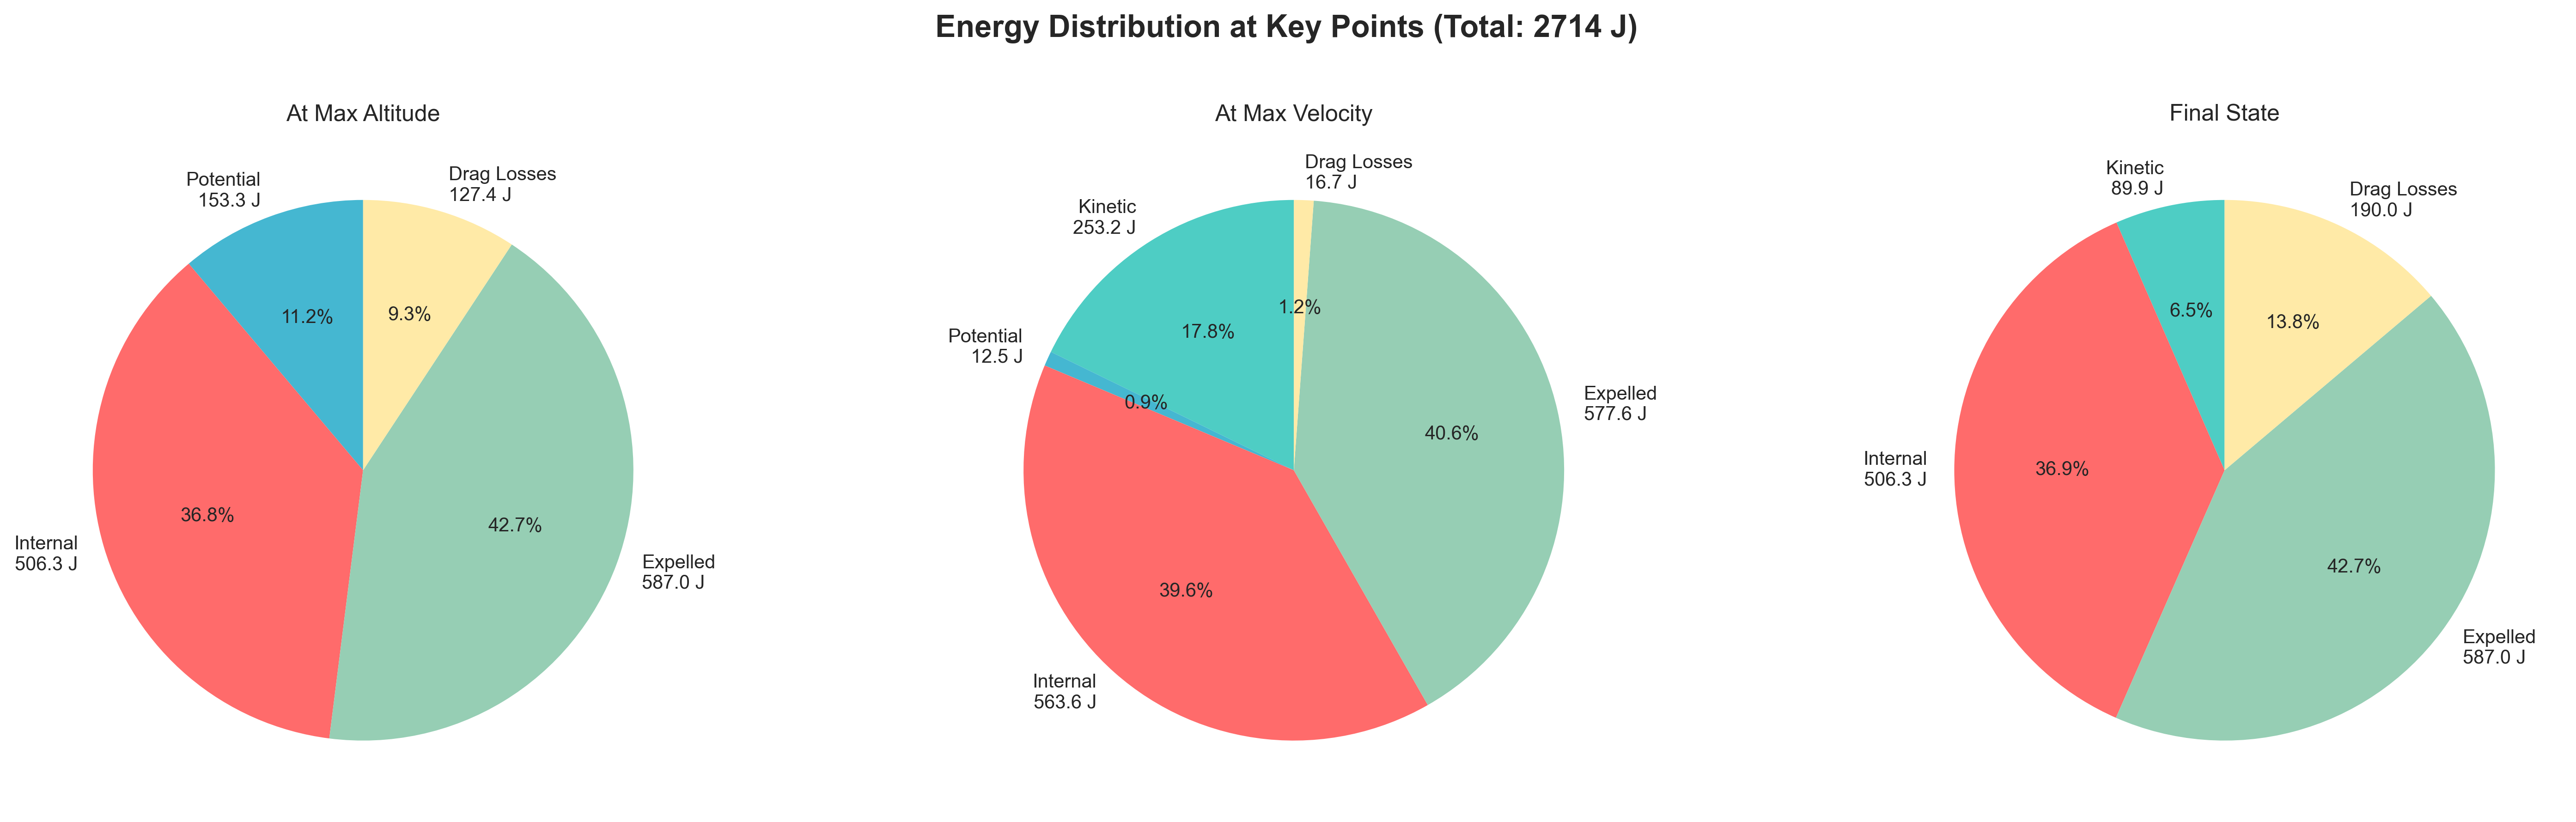 Energy Distribution at Key Points (Total: 2714 J)
At Max Altitude
Potential
153.3 J
Drag Losses
127.4 J
11.2%
9.3%
36.8%
42.7%
Internal
506.3 J
Expelled
587.0 J
At Max Velocity
Drag Losses
16.7 J
Kinetic
253.2 J
1.2%
17.8%
Potential
12.5 J
0.9%
Expelled
577.6 J
40.6%
39.6%
Internal
563.6 J
Final State
Kinetic
89.9 J
Drag Losses
190.0 J
6.5%
13.8%
Internal
506.3 J
36.9%
42.7%
Expelled
587.0 J